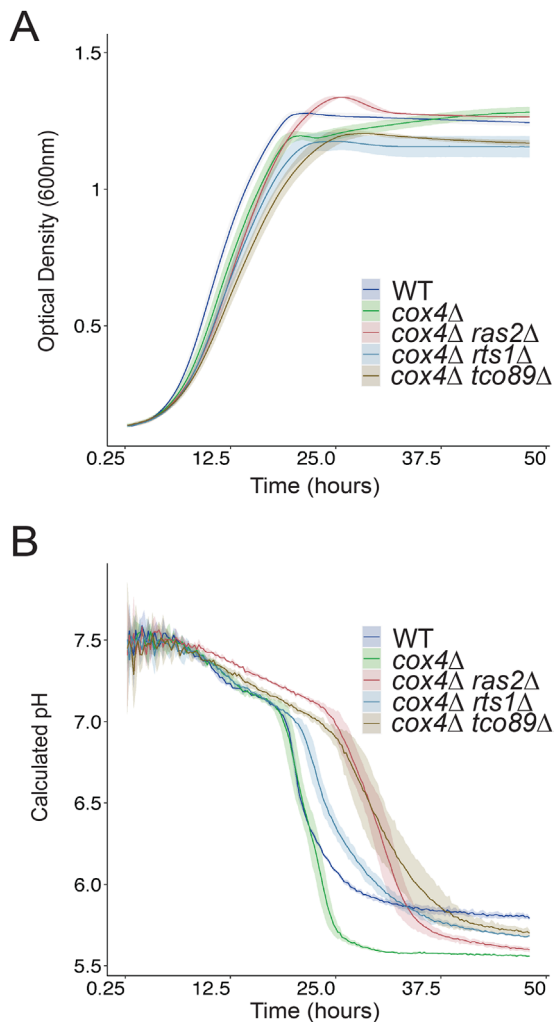 A
1.5
1
0.5
Optical Density (600nm)
WT
cox4Δ
cox4Δ ras2Δ
cox4Δ rts1Δ
cox4Δ tco89Δ
0.25 12.5 25.0 37.5 50
Time (hours)
B
7.5
7.0
6.5
6.0
5.5
Calculated pH
WT
cox4Δ
cox4Δ ras2Δ
cox4Δ rts1Δ
cox4Δ tco89Δ
0.25 12.5 25.0 37.5 50
Time (hours)